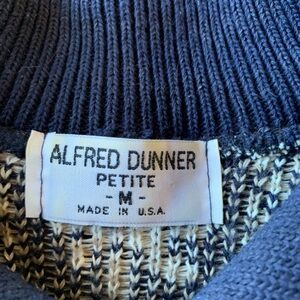 ALFRED DUNNER
PETITE
- M -
MADE IN U.S.A.